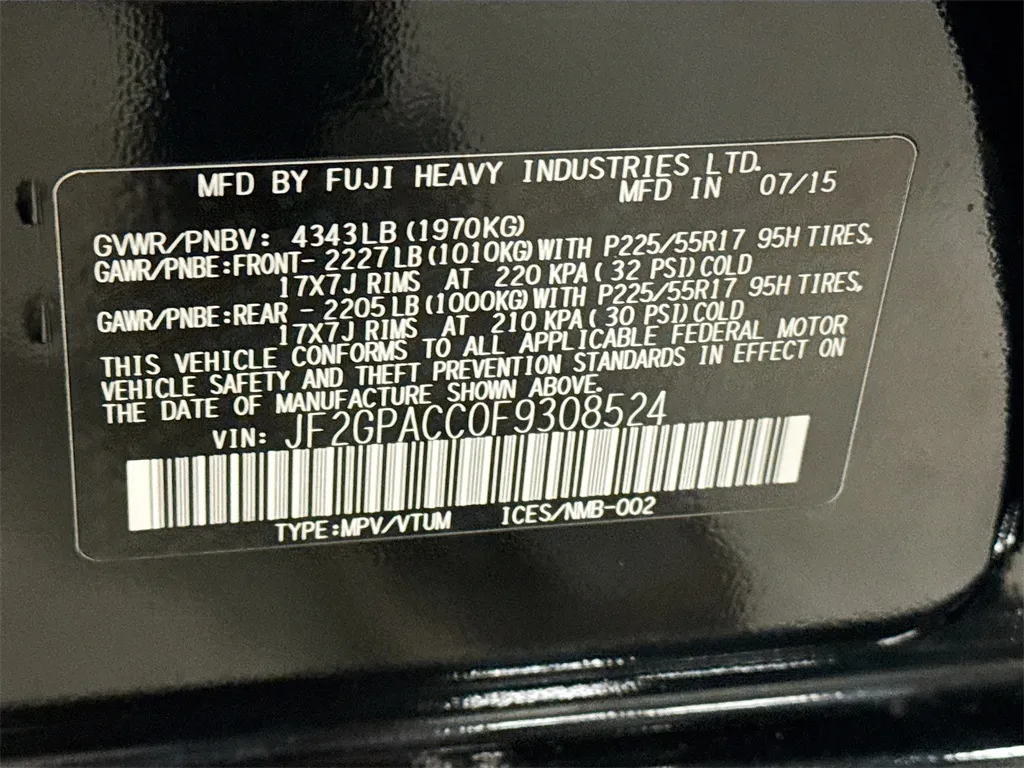 MFD BY FUJI HEAVY INDUSTRIES LTD.
MFD IN 07/15
GVWR/PNBV: 4343LB (1970KG)
GAWR/PNBE:FRONT- 2227LB(1010KG)WITH P225/55R17 95H TIRES,
17X7J RIMS AT 220 KPA ( 32 PSI) COLD
GAWR/PNBE:REAR - 2205LB(1000KG)WITH P225/55R17 95H TIRES,
17X7J RIMS AT 210 KPA ( 30 PSI) COLD
THIS VEHICLE CONFORMS TO ALL APPLICABLE FEDERAL MOTOR
VEHICLE SAFETY AND THEFT PREVENTION STANDARDS IN EFFECT ON
THE DATE OF MANUFACTURE SHOWN ABOVE.
VIN: JF2GPACC0F9308524
TYPE:MPV/VTUM ICES/NMB-002